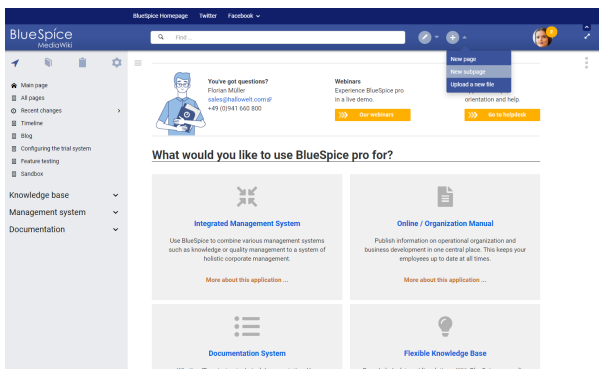 BlueSpice Homepage Twitter Facebook
BlueSpice
MediaWiki
Find ...
2
New page
New subpage
Upload a new file
Main page
All pages
Recent changes
Timeline
Blog
Configuring the trial system
Feature testing
Sandbox
Knowledge base
Management system
Documentation
You've got questions?
Florian Müller
sales@hallowelt.com
+49 (0)941 660 800
Webinars
Experience BlueSpice pro
in a live demo.
Our webinars
orientation and help.
Go to helpdesk
What would you like to use BlueSpice pro for?
Integrated Management System
Use BlueSpice to combine various management systems
such as knowledge or quality management to a system of
holistic corporate management.
More about this application ...
Online / Organization Manual
Publish information on operational organization and
business development in one central place. This keeps your
employees up to date at all times.
More about this application ...
Documentation System
Flexible Knowledge Base